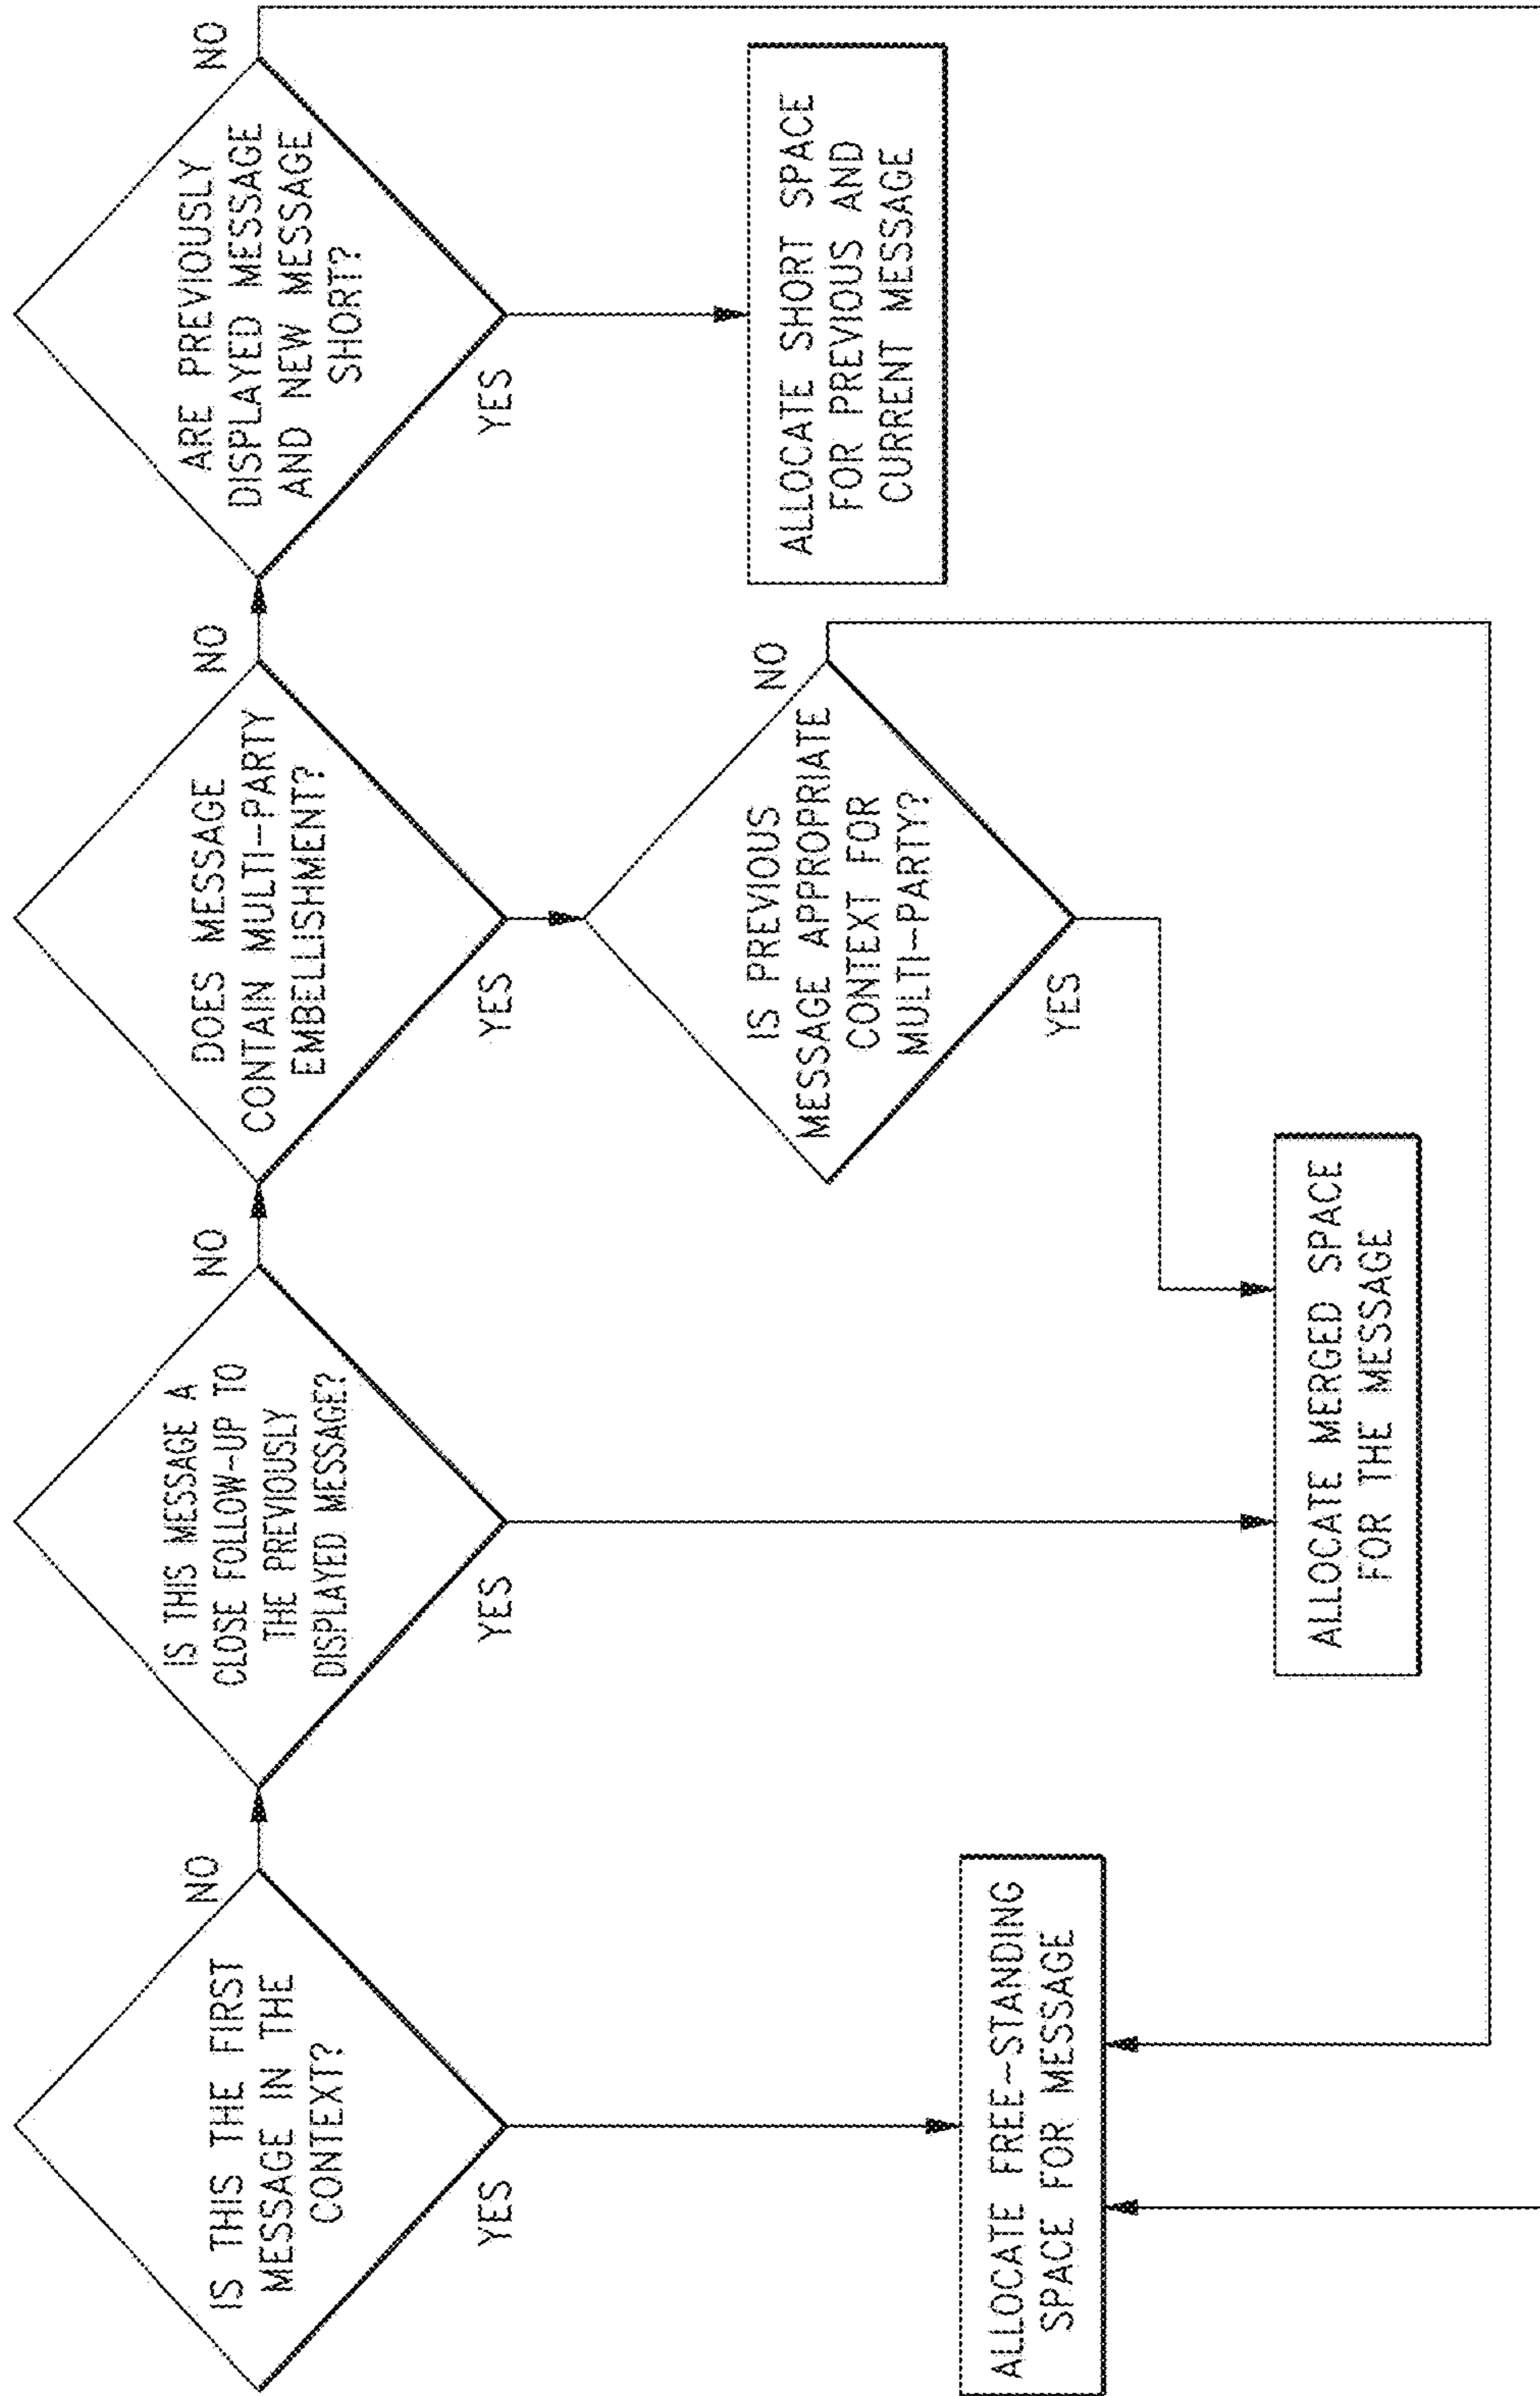 IS THIS THE FIRST
MESSAGE IN THE
CONTEXT?
NO
YES
IS THIS MESSAGE A
CLOSE FOLLOW-UP TO
THE PREVIOUSLY
DISPLAYED MESSAGE?
NO
YES
DOES MESSAGE
CONTAIN MULTI-PARTY
EMBELLISHMENT?
NO
YES
ARE PREVIOUSLY
DISPLAYED MESSAGE
AND NEW MESSAGE
SHORT?
NO
YES
IS PREVIOUS
MESSAGE APPROPRIATE
CONTEXT FOR
MULTI-PARTY?
NO
YES
ALLOCATE SHORT SPACE
FOR PREVIOUS AND
CURRENT MESSAGE
ALLOCATE FREE-STANDING
SPACE FOR MESSAGE
ALLOCATE MERGED SPACE
FOR THE MESSAGE